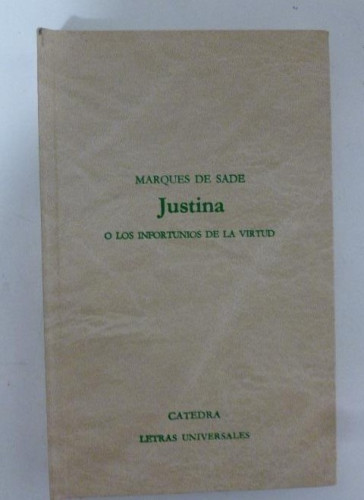 MARQUES DE SADE
Justina
O LOS INFORTUNIOS DE LA VIRTUD
CATEDRA
LETRAS UNIVERSALES